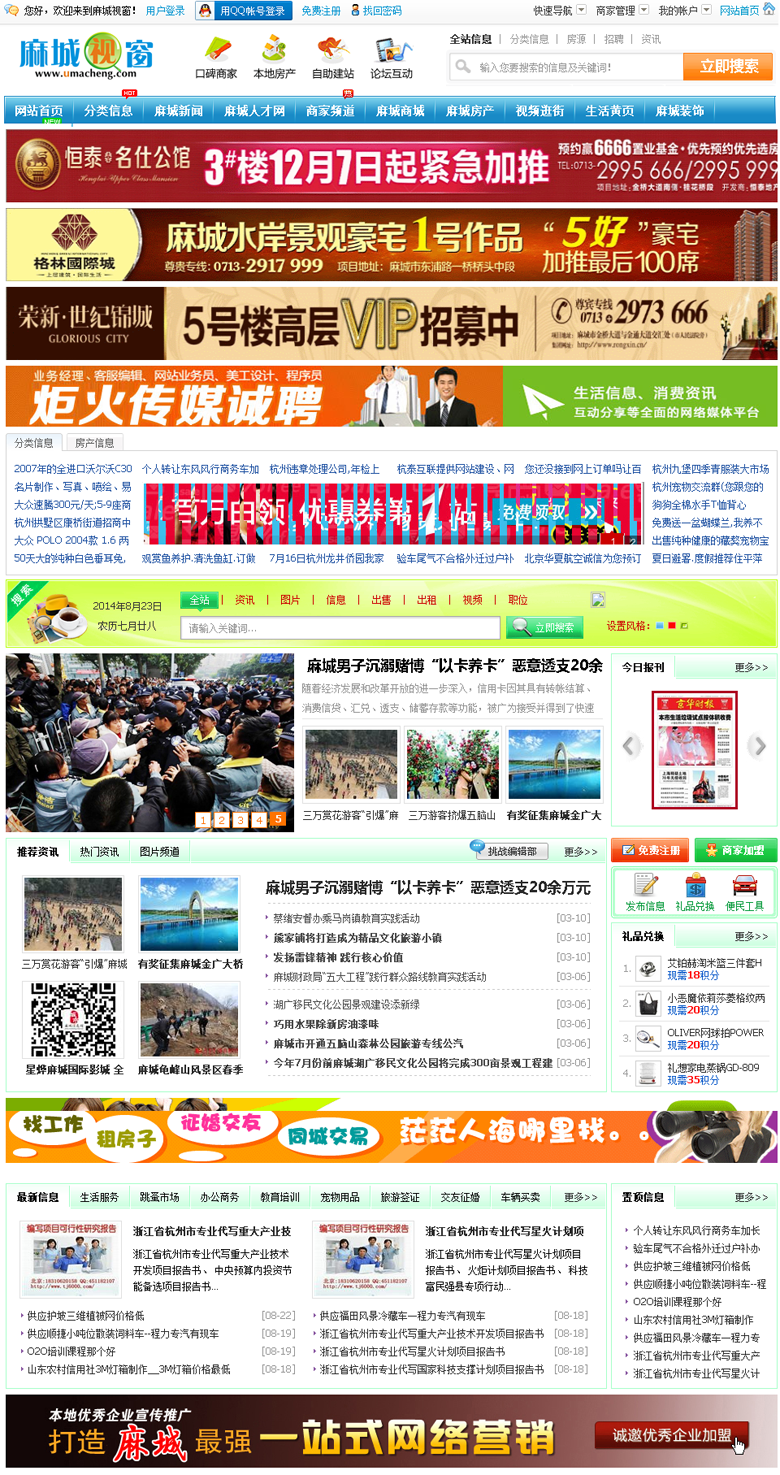 您好，欢迎来到麻城视窗！ 用户登录 用QQ帐号登录 免费注册 找回密码 快速导航 商家管理 我的帐户 网站首页
麻城视窗
www.umacheng.com
口碑商家 本地房产 自助建站 论坛互动
全站信息 | 分类信息 | 房源 | 招聘 | 资讯
输入您要搜索的信息及关键词！ 立即搜索
HOT
网站首页 分类信息 麻城新闻 麻城人才网 商家频道 麻城商城 麻城房产 视频逛街 生活黄页 麻城装饰
NEW
恒泰·名仕公馆
3#楼12月7日起紧急加推
预约赢6666置业基金·优先预约优先选房
TEL:0713-2995 666/2995 999
格林國際城
麻城水岸景观豪宅1号作品
尊贵专线: 0713-2917 999 项目地址：麻城市东浦路一桥桥头中段
“5好”豪宅
加推最后100席
荣新·世纪锦城
GLORIOUS CITY
5号楼高层VIP招募中
尊宾专线 0713 2973 666
业务经理、客服编辑、网站业务员、美工设计、程序员
炬火传媒诚聘
生活信息、消费资讯
互动分享等全面的网络媒体平台
分类信息 房产信息
2007年的全进口沃尔沃C30 个人转让东风风行商务车加 杭州违章处理公司,年检上 杭泰互联提供网站建设、网 您还没接到网上订单吗让百 杭州九堡四季青服装大市场
名片制作、写真、喷绘、易 杭州宠物交流群(您跟您的
大众速腾300元/天;5-9座商 狗狗全棉水手T恤背心
杭州拱墅区康桥街道招商中 免费送一盆蝴蝶兰,我养不
大众 POLO 2004款 1.6 两 出售纯种健康的藏獒宠物宝
50天大的纯种白色垂耳兔, 观赏鱼养护.清洗鱼缸.订做 7月16日杭州龙井侨园我家 验车尾气不合格外迁过户补 北京华夏航空诚信为您预订 夏日避暑.度假推荐住平萍
百万白领 优惠券第1站 免费领取
搜索
2014年8月23日
农历七月廿八
全站 | 资讯 | 图片 | 信息 | 出售 | 出租 | 视频 | 职位
请输入关键词... 立即搜索 设置风格：
麻城男子沉溺赌博“以卡养卡”恶意透支20余
随着经济发展和改革开放的进一步深入，信用卡因其具有转帐结算、
消费信贷、汇兑、透支、储蓄存款等功能，被广为接受并得到了快速
1 2 3 4 5
三万赏花游客“引爆”麻 三万游客挤爆五脑山 有奖征集麻城金广大
今日报刊 更多>>
京华时报
推荐资讯 热门资讯 图片频道 挑战编辑部 更多>>
三万赏花游客“引爆”麻城 有奖征集麻城金广大桥
星烨麻城国际影城 全 麻城龟峰山风景区春季
麻城男子沉溺赌博“以卡养卡”恶意透支20余万元
禁绪安督办乘马岗镇教育实践活动 [03-10]
熊家铺将打造成为精品文化旅游小镇 [03-10]
发扬雷锋精神 践行核心价值 [03-10]
麻城财政局“五大工程”践行群众路线教育实践活动 [03-06]
湖广移民文化公园景观建设添新绿 [03-06]
巧用水果除新房油漆味 [03-06]
麻城市开通五脑山森林公园旅游专线公汽 [03-06]
今年7月份前麻城湖广移民文化公园将完成300亩景观工程建 [03-06]
免费注册 商家加盟
发布信息 礼品兑换 便民工具
礼品兑换 更多>>
1. 艾铂赫淘米篮三件套H
现需18积分
2. 小恶魔依莉莎菱格纹两
现需20积分
3. OLIVER网球拍POWER
现需20积分
4. 礼想家电蒸锅GD-809
现需35积分
找工作 租房子 征婚交友 同城交易 茫茫人海哪里找。。
最新信息 生活服务 跳蚤市场 办公商务 教育培训 宠物用品 旅游签证 交友征婚 车辆买卖 更多>>
编写项目可行性研究报告
浙江省杭州市专业代写重大产业技
浙江省杭州市专业代写重大产业技术
开发项目报告书、 中央预算内投资节
能备选项目报告书...
编写项目可行性研究报告
浙江省杭州市专业代写星火计划项
浙江省杭州市专业代写星火计划项目
报告书、 火炬计划项目报告书、 科技
富民强县专项行动...
供应护坡三维植被网价格低 [08-22]
供应顺捷小吨位散装饲料车--程力专汽有现车 [08-19]
O2O培训课程那个好 [08-19]
山东农村信用社3M灯箱制作__3M灯箱价格最低 [08-18]
供应福田风景冷藏车一程力专汽有现车 [08-18]
浙江省杭州市专业代写重大产业技术开发项目报告书 [08-18]
浙江省杭州市专业代写星火计划项目报告书 [08-18]
浙江省杭州市专业代写国家科技支撑计划项目报告书 [08-18]
置顶信息 更多>>
个人转让东风风行商务车加长
验车尾气不合格外迁过户补办
供应护坡三维植被网价格低
供应顺捷小吨位散装饲料车--程
O2O培训课程那个好
山东农村信用社3M灯箱制作
供应福田风景冷藏车一程力专
浙江省杭州市专业代写重大产
浙江省杭州市专业代写星火计
本地优秀企业宣传推广
打造麻城最强 一站式网络营销 诚邀优秀企业加盟